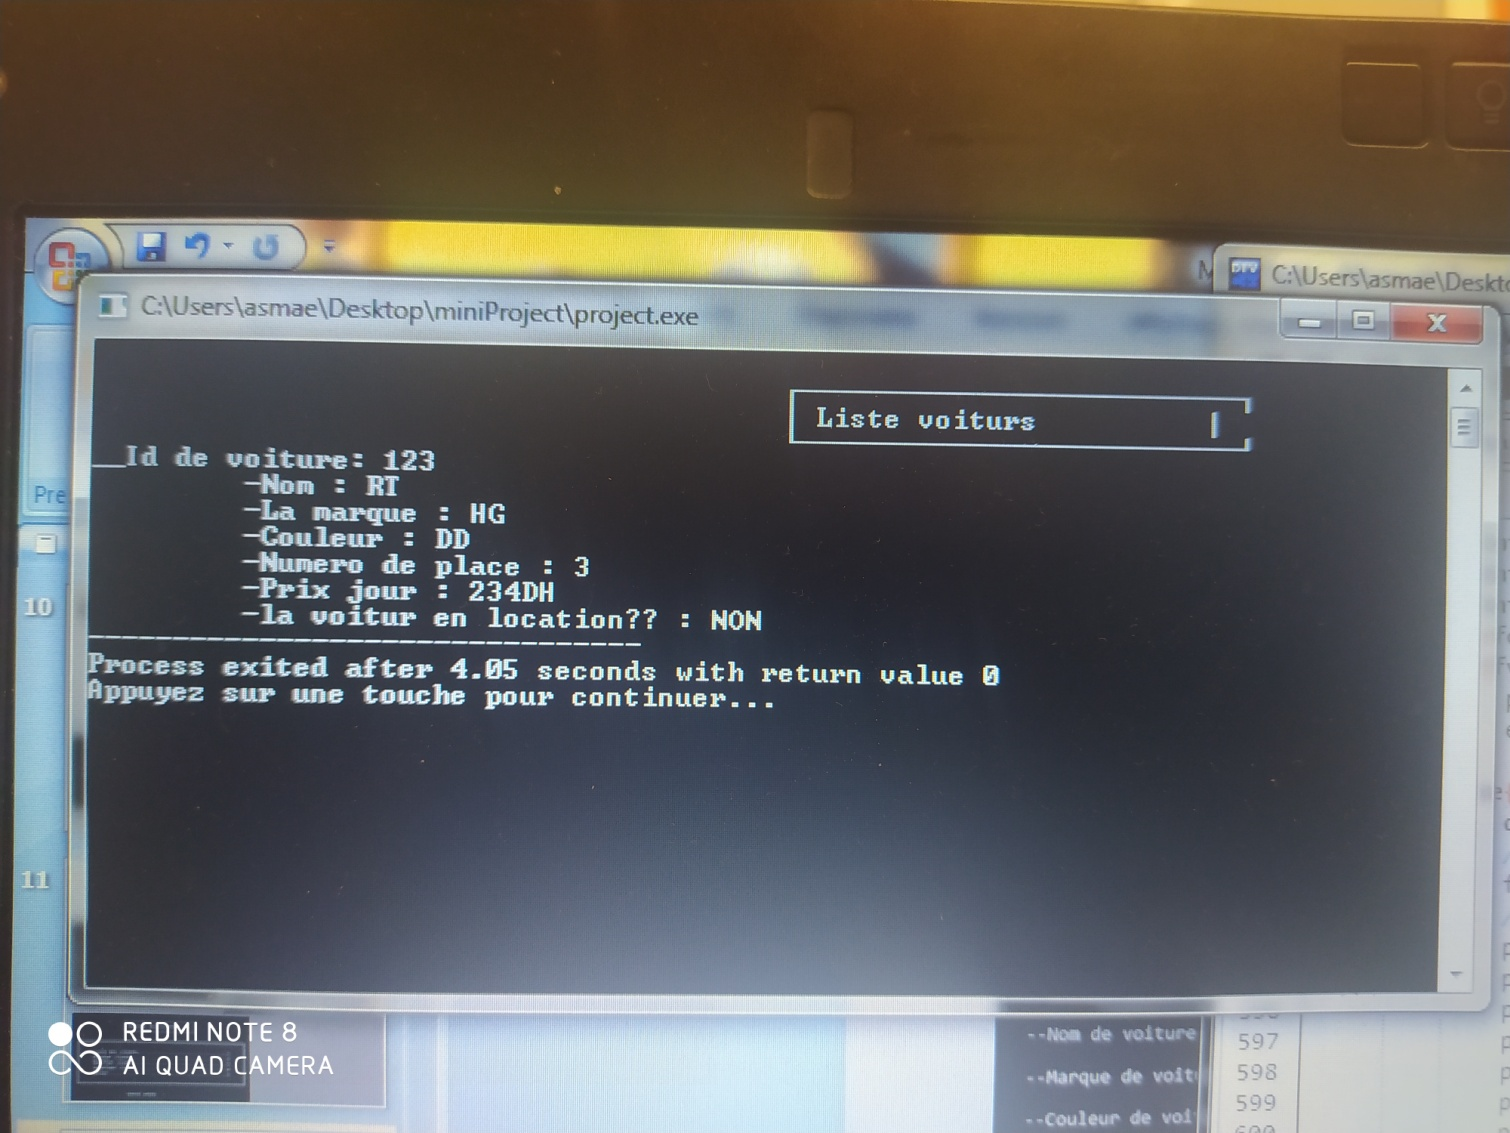 C:\Users\asmae\Desktop\miniProject\project.exe
C:\Users\asmae\Deskto
Liste voiturs
__Id de voiture: 123
-Nom : RT
-La marque : HG
-Couleur : DD
-Numero de place : 3
-Prix jour : 234DH
-la voitur en location?? : NON
--------------------------------
Process exited after 4.05 seconds with return value 0
Appuyez sur une touche pour continuer...
Pre
10
11
--Nom de voiture
--Marque de voit
--Couleur de voi
597
598
599
REDMI NOTE 8
AI QUAD CAMERA